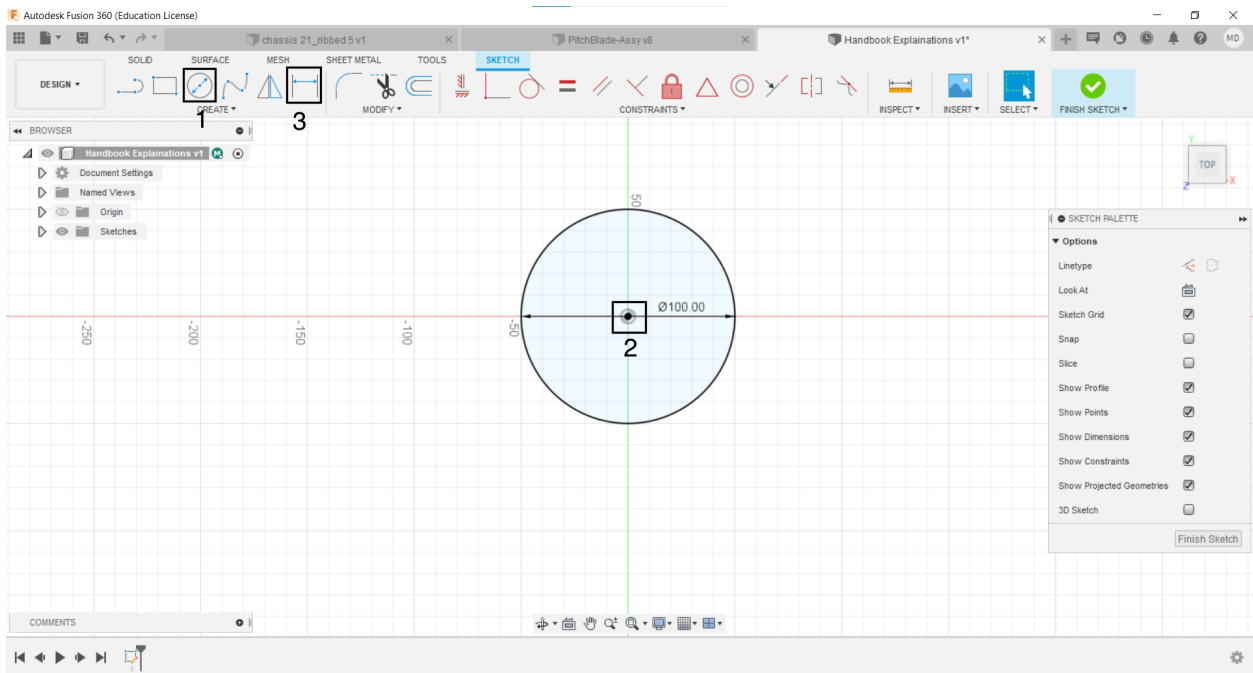 Autodesk Fusion 360 (Education License)
chassis 21_ribbed 5 v1
PitchBlade-Assy v8
Handbook Explainations v1*
MD
SOLID SURFACE MESH SHEET METAL TOOLS SKETCH
DESIGN
CREATE MODIFY CONSTRAINTS INSPECT INSERT SELECT FINISH SKETCH
1
3
BROWSER
Handbook Explainations v1
Document Settings
Named Views
Origin
Sketches
Y
TOP
X
Z
SKETCH PALETTE
Options
Linetype
Look At
Sketch Grid
Snap
Slice
Show Profile
Show Points
Show Dimensions
Show Constraints
Show Projected Geometries
3D Sketch
Finish Sketch
50
Ø100.00
-250 -200 -150 -100 -50
2
COMMENTS